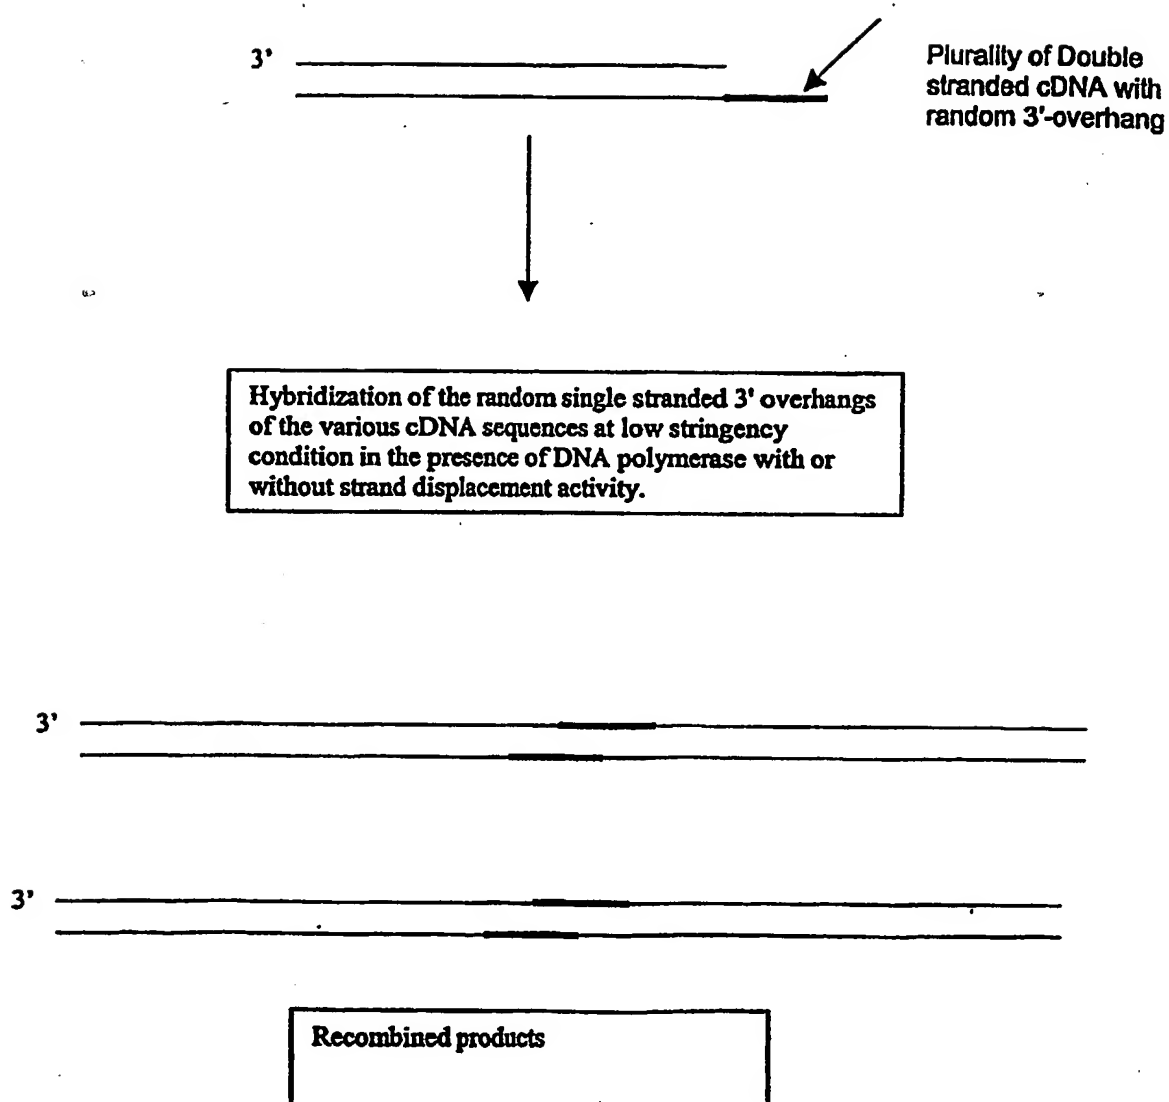 3'
Plurality of Double
stranded cDNA with
random 3'-overhang
Hybridization of the random single stranded 3' overhangs
of the various cDNA sequences at low stringency
condition in the presence of DNA polymerase with or
without strand displacement activity.
3'
3'
Recombined products